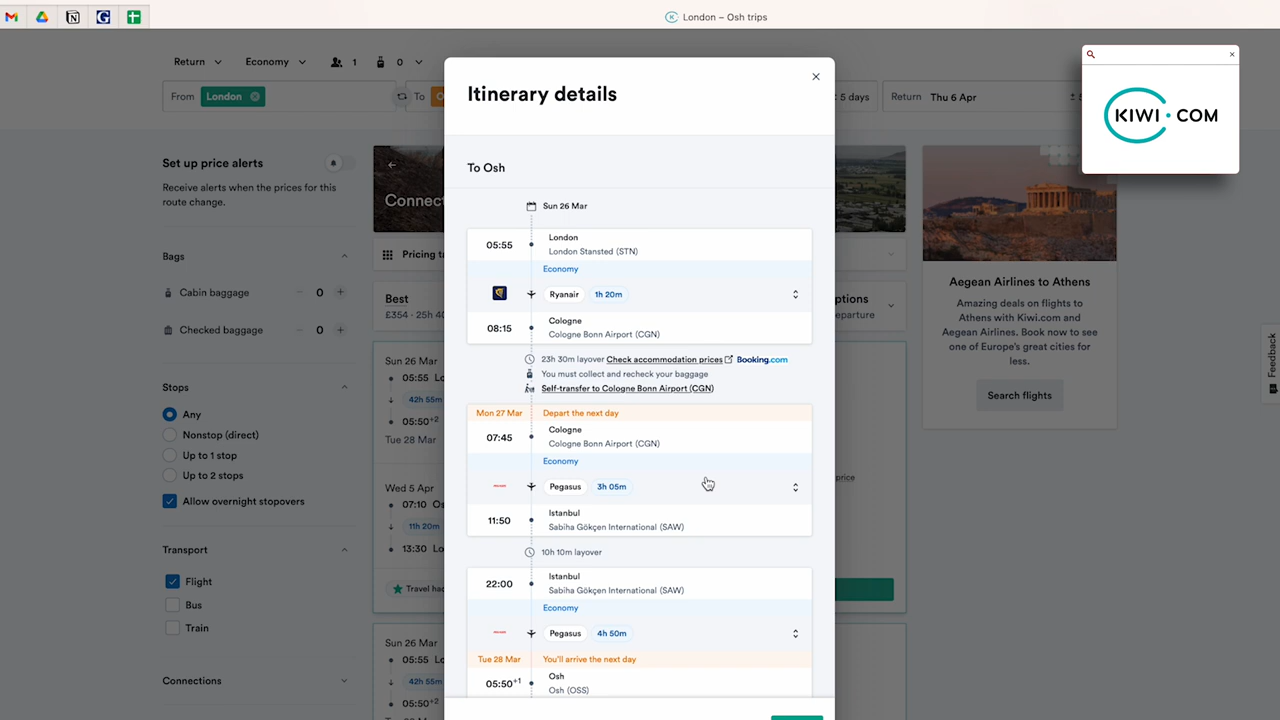 London – Osh trips
Return
Economy
1
0
From
London
To
5 days
Return
Thu 6 Apr
KIWI.COM
Set up price alerts
Receive alerts when the prices for this
route change.
Bags
Cabin baggage
0
Checked baggage
0
Stops
Any
Nonstop (direct)
Up to 1 stop
Up to 2 stops
Allow overnight stopovers
Transport
Flight
Bus
Train
Connections
Connect
Pricing tr
Best
£354 · 25h 40
ptions
eparture
Sun 26 Mar
05:55 Lo
42h 55m
05:50+2
Tue 28 Mar
Wed 5 Apr
07:10 Os
11h 20m
13:30 Lo
Travel hac
price
Sun 26 Mar
05:55 Lo
42h 55m
05:50+2
Itinerary details
To Osh
Sun 26 Mar
05:55
London
London Stansted (STN)
Economy
Ryanair
1h 20m
08:15
Cologne
Cologne Bonn Airport (CGN)
23h 30m layover Check accommodation prices Booking.com
You must collect and recheck your baggage
Self-transfer to Cologne Bonn Airport (CGN)
Mon 27 Mar
Depart the next day
07:45
Cologne
Cologne Bonn Airport (CGN)
Economy
Pegasus
3h 05m
11:50
Istanbul
Sabiha Gökçen International (SAW)
10h 10m layover
22:00
Istanbul
Sabiha Gökçen International (SAW)
Economy
Pegasus
4h 50m
Tue 28 Mar
You'll arrive the next day
05:50+1
Osh
Osh (OSS)
Aegean Airlines to Athens
Amazing deals on flights to
Athens with Kiwi.com and
Aegean Airlines. Book now to see
one of Europe's great cities for
less.
Search flights
Feedback